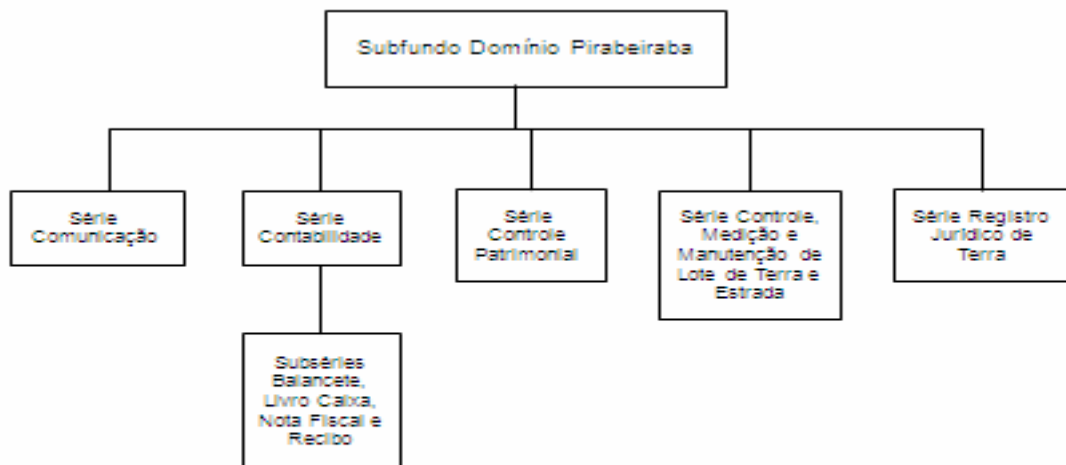 Subfundo Domínio Pirabeiraba
Série
Comunicação
Série
Contabilidade
Série
Controle
Patrimonial
Série Controle,
Medição e
Manutenção de
Lote de Terra e
Estrada
Série Registro
Jurídico de
Terra
Subséries
Balancete,
Livro Caixa,
Nota Fiscal e
Recibo